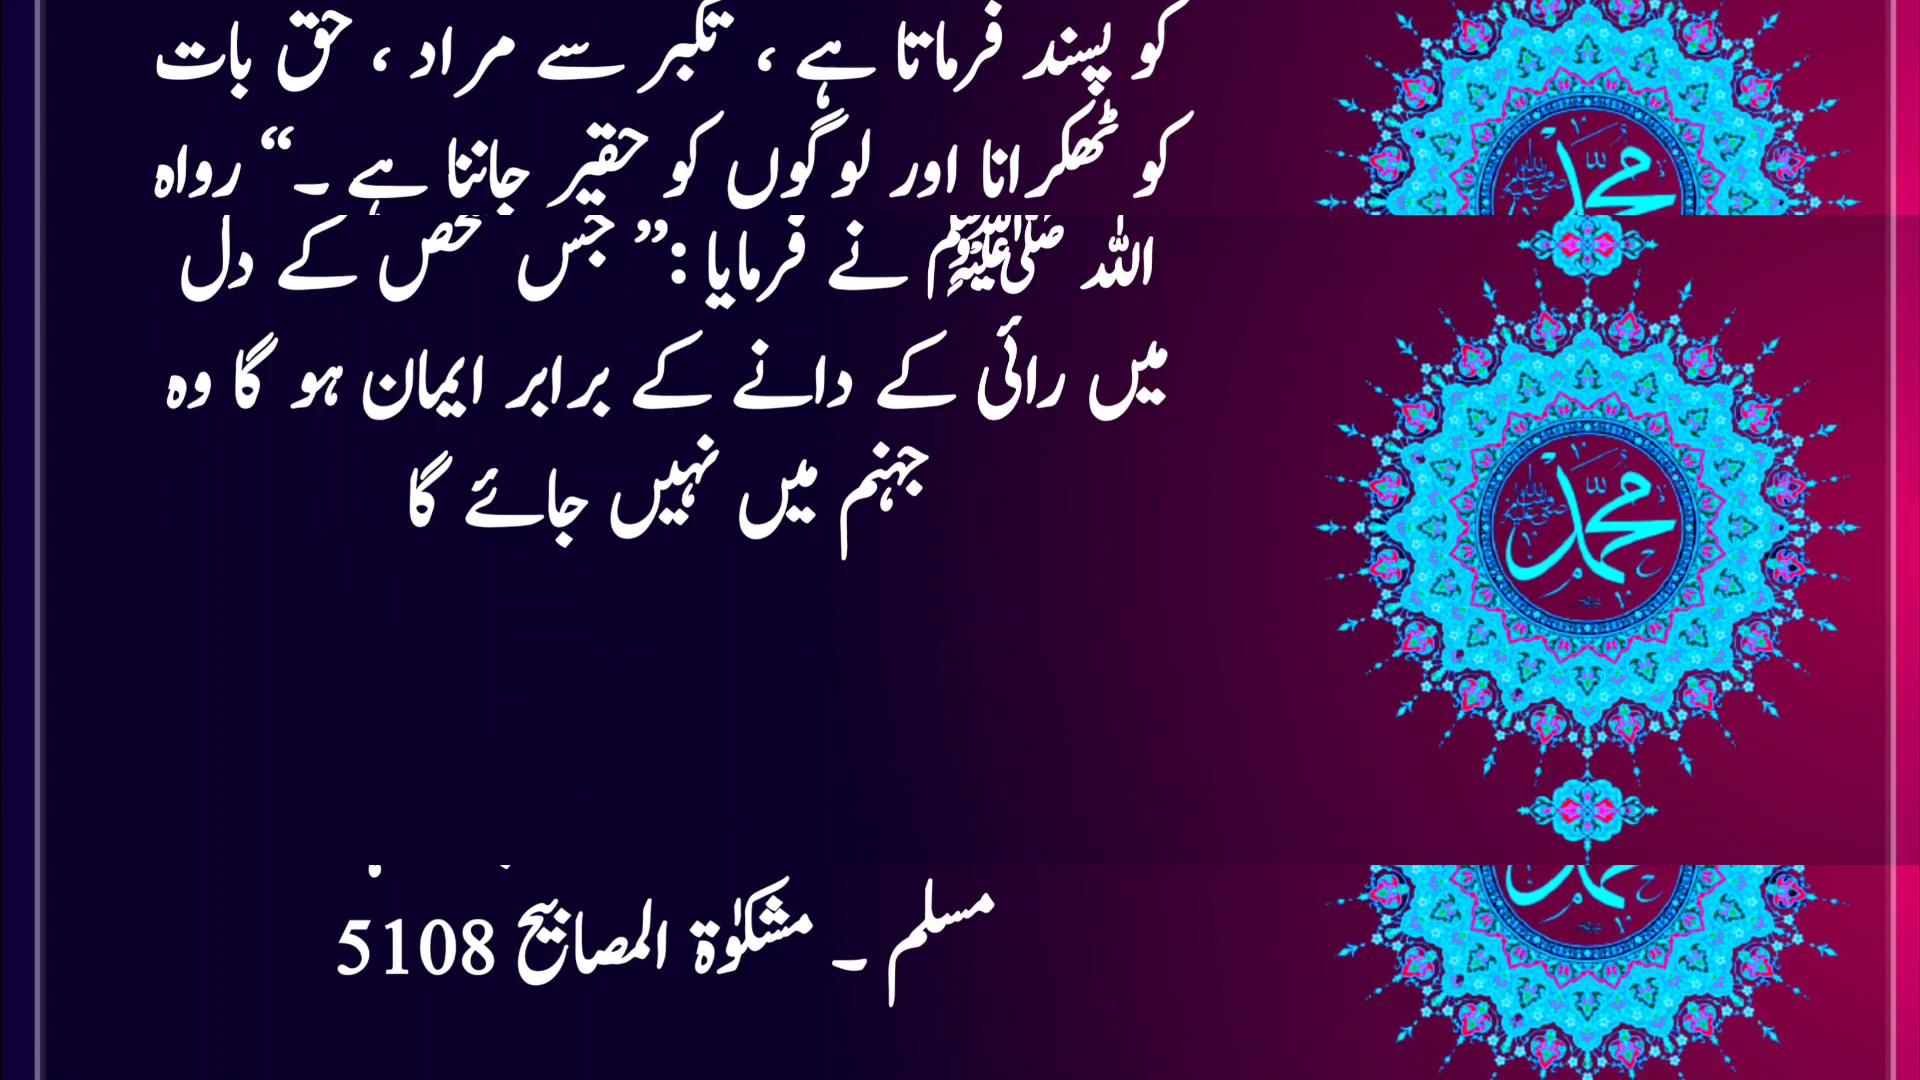 کو پسند فرماتا ہے ، تکبر سے مراد ، حق بات
کو ٹھکرانا اور لوگوں کو حقیر جاننا ہے ۔“ رواہ
اللہ ﷺ نے فرمایا :” جس کے دل
میں رائی کے دانے کے برابر ایمان ہو گا وہ
جہنم میں نہیں جائے گا
مسلم ۔ مشکوٰۃ المصابیح 5108
محمد